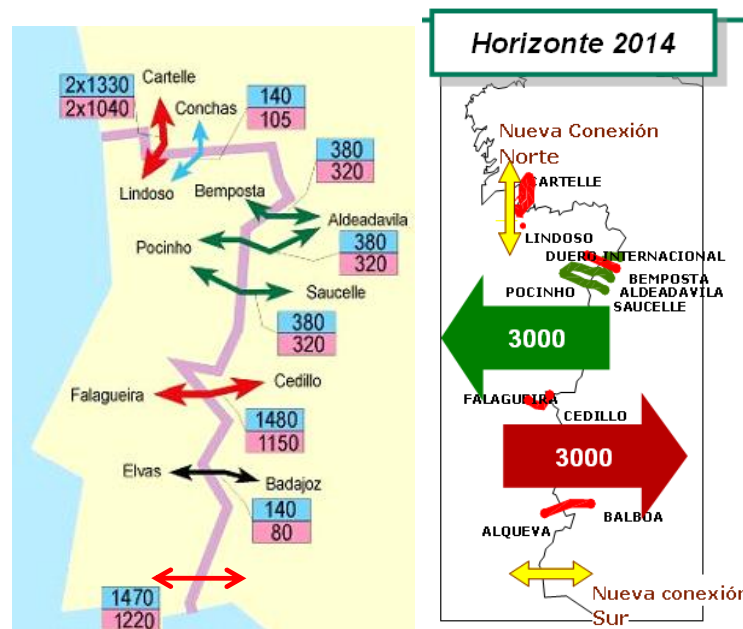 2x1330
2x1040
Cartelle
Conchas
140
105
Lindoso
Bemposta
380
320
Aldeadavila
Pocinho
380
320
Saucelle
380
320
Falagueira
Cedillo
1480
1150
Elvas
Badajoz
140
80
1470
1220
Horizonte 2014
Nueva Conexión
Norte
CARTELLE
LINDOSO
DUERO INTERNACIONAL
BEMPOSTA
POCINHO
ALDEADAVILA
SAUCELLE
3000
FALAGUEIRA
CEDILLO
3000
BALBOA
ALQUEVA
Nueva conexión
Sur